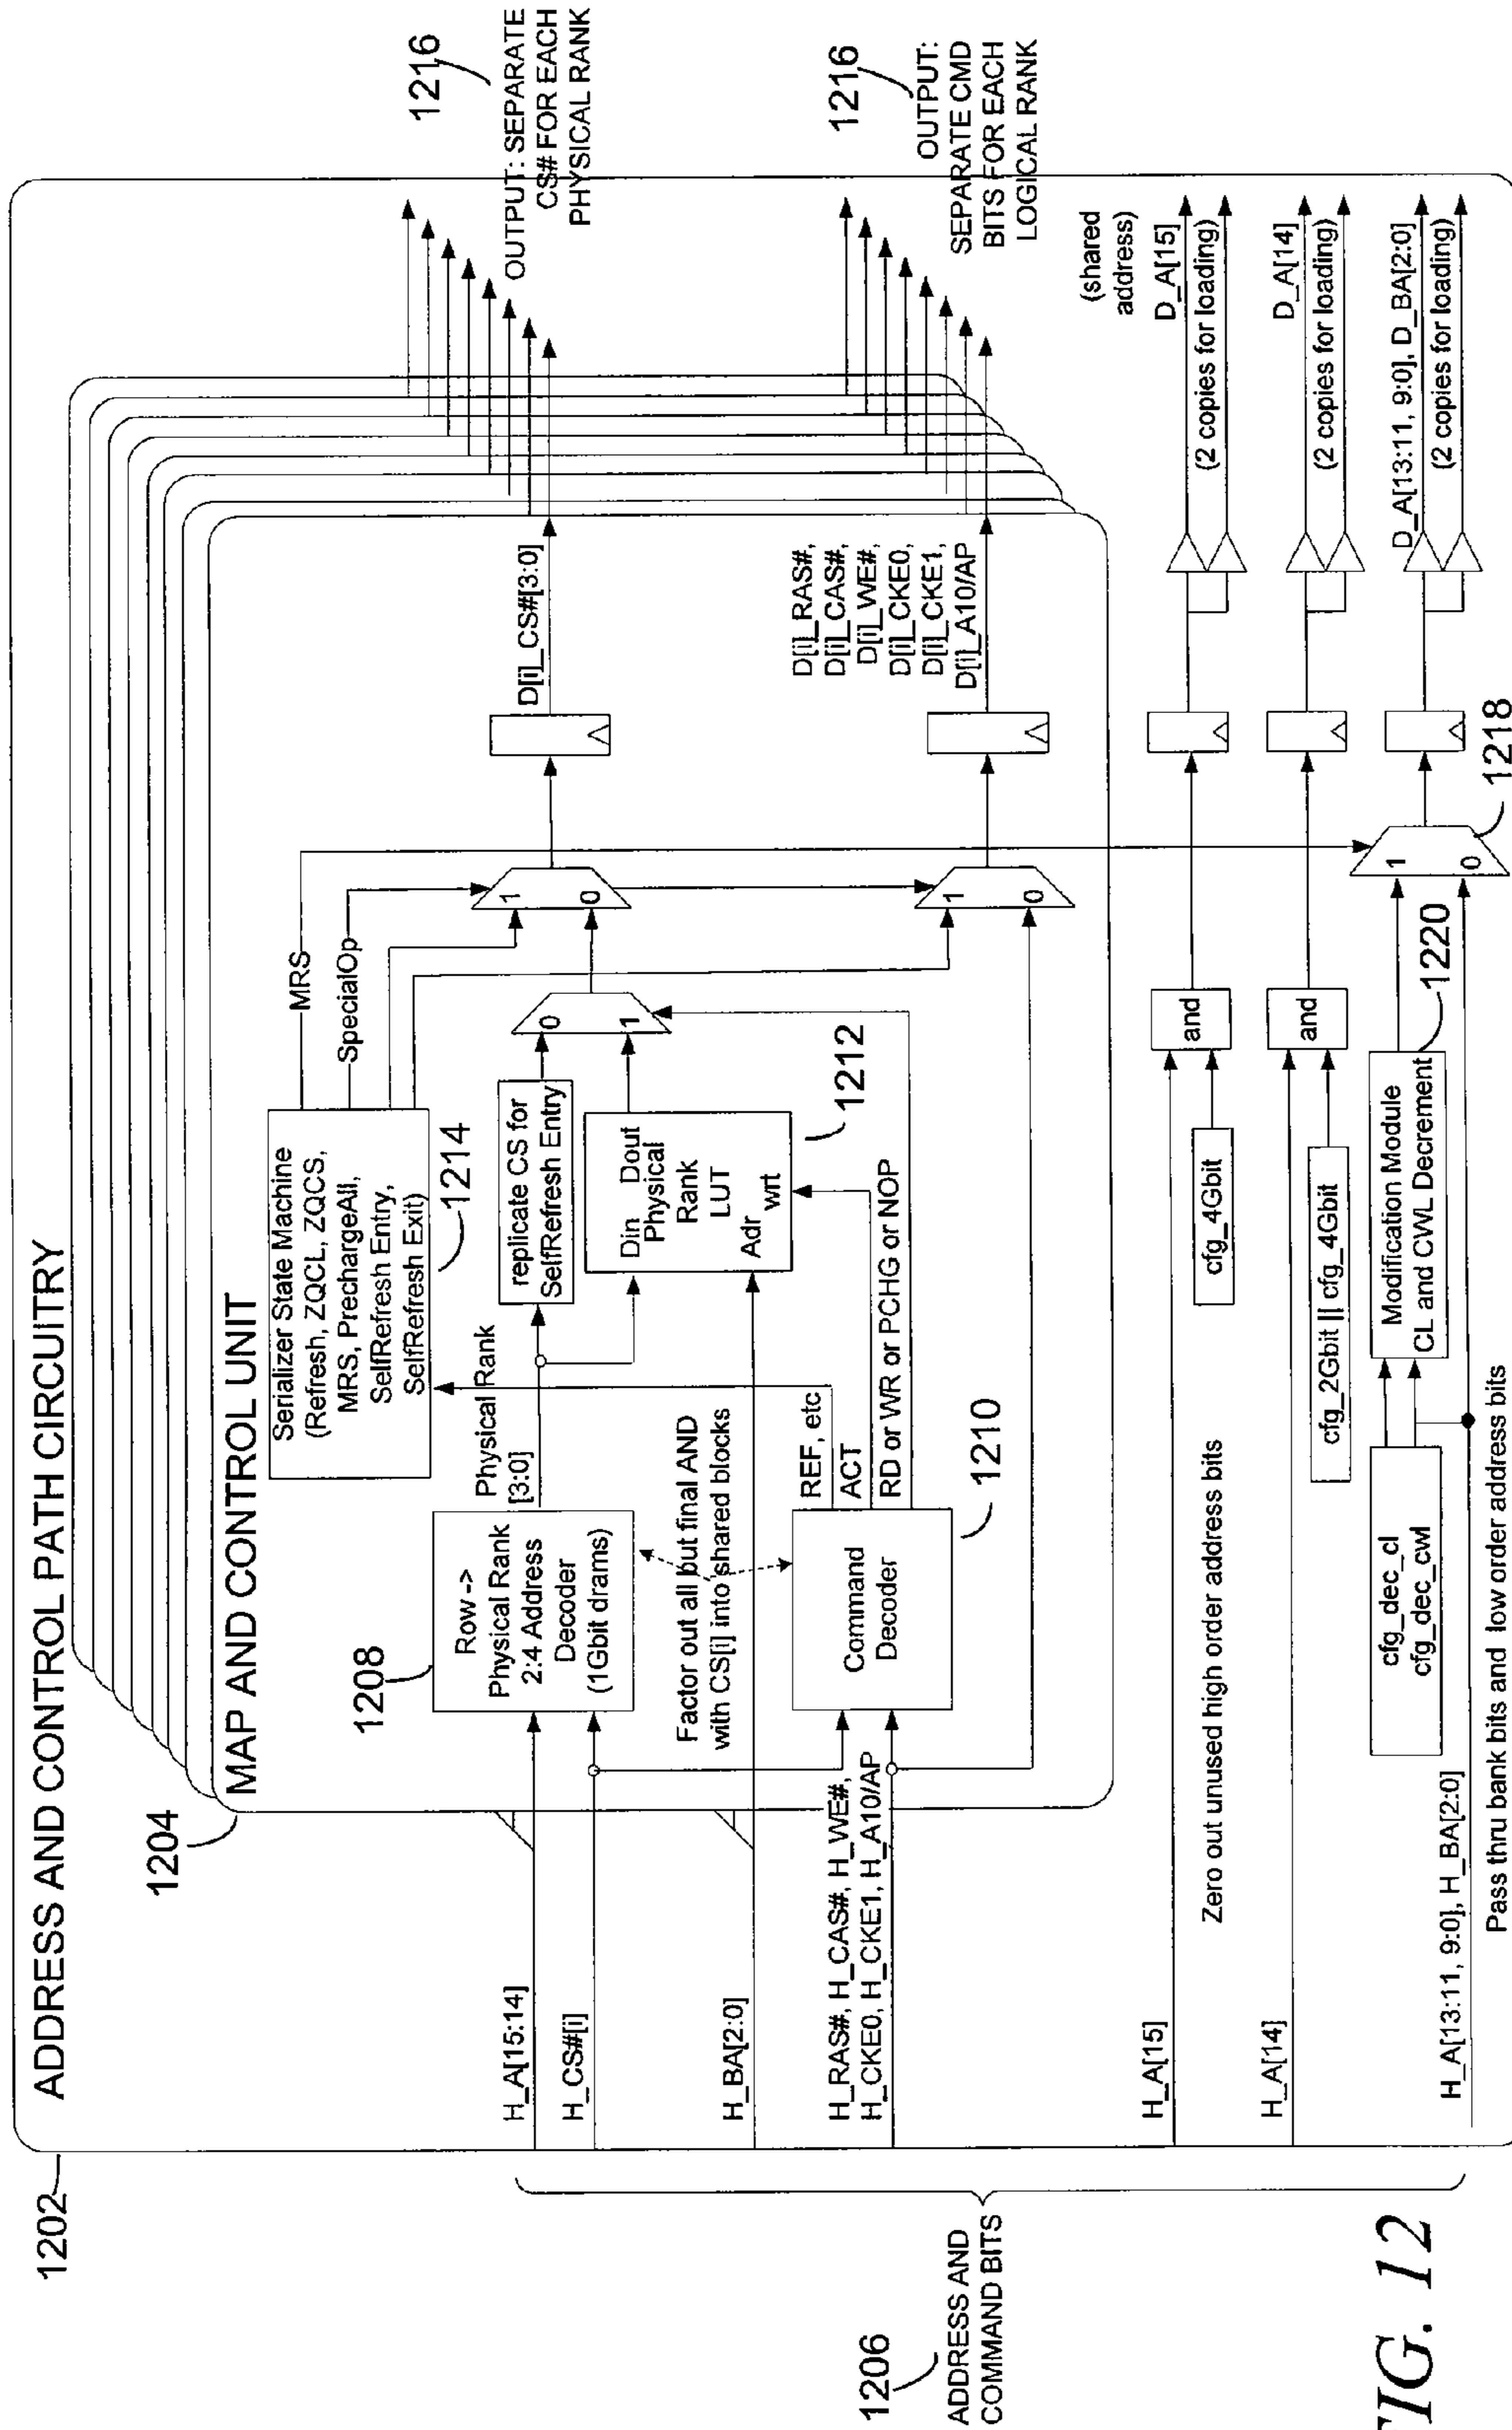 1202
ADDRESS AND CONTROL PATH CIRCUITRY
1204
MAP AND CONTROL UNIT
1206
ADDRESS AND
COMMAND BITS
H_A[15:14]
H_CS#[i]
H_BA[2:0]
H_RAS#, H_CAS#, H_WE#,
H_CKE0, H_CKE1, H_A10/AP
H_A[15]
H_A[14]
H_A[13:11, 9:0], H_BA[2:0]
Pass thru bank bits and low order address bits
1208
Row ->
Physical Rank
2:4 Address
Decoder
(1Gbit drams)
Physical Rank
[3:0]
Factor out all but final AND
with CS[i] into shared blocks
Command
Decoder
1210
REF, etc
ACT
RD or WR or PCHG or NOP
Serializer State Machine
(Refresh, ZQCL, ZQCS,
MRS, PrechargeAll,
SelfRefresh Entry,
SelfRefresh Exit)
1214
MRS
SpecialOp
replicate CS for
SelfRefresh Entry
Din Dout
Physical
Rank
LUT
Adr wrt
1212
0
1
1
0
1
0
D[i]_CS#[3:0]
D[i]_RAS#,
D[i]_CAS#,
D[i]_WE#,
D[i]_CKE0,
D[i]_CKE1,
D[i]_A10/AP
1216
OUTPUT: SEPARATE
CS# FOR EACH
PHYSICAL RANK
1216
OUTPUT:
SEPARATE CMD
BITS FOR EACH
LOGICAL RANK
Zero out unused high order address bits
cfg_4Gbit
and
(shared
address)
D_A[15]
(2 copies for loading)
cfg_2Gbit || cfg_4Gbit
and
D_A[14]
(2 copies for loading)
cfg_dec_cl
cfg_dec_cwl
Modification Module
CL and CWL Decrement
1220
1
0
1218
D_A[13:11, 9:0], D_BA[2:0]
(2 copies for loading)
FIG. 12